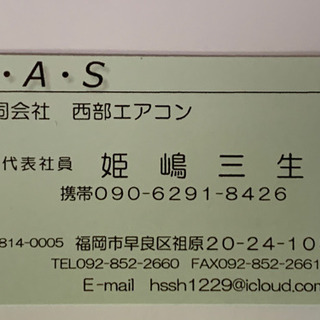 ・A・S
同会社 西部エアコン
代表社員 姫嶋三生
携帯090-6291-8426
814-0005 福岡市早良区祖原20-24-10
TEL092-852-2660 FAX092-852-2661
E-mail hssh1229@icloud.com